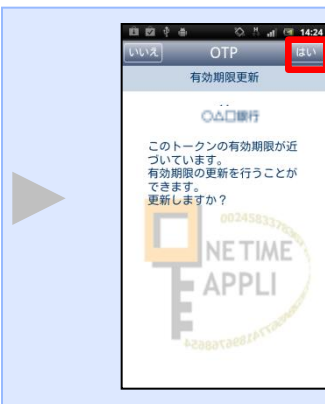 14:24
いいえ
OTP
はい
有効期限更新
○△□銀行
このトークンの有効期限が近
づいています。
有効期限の更新を行うことが
できます。
更新しますか？
NE TIME
APPLI